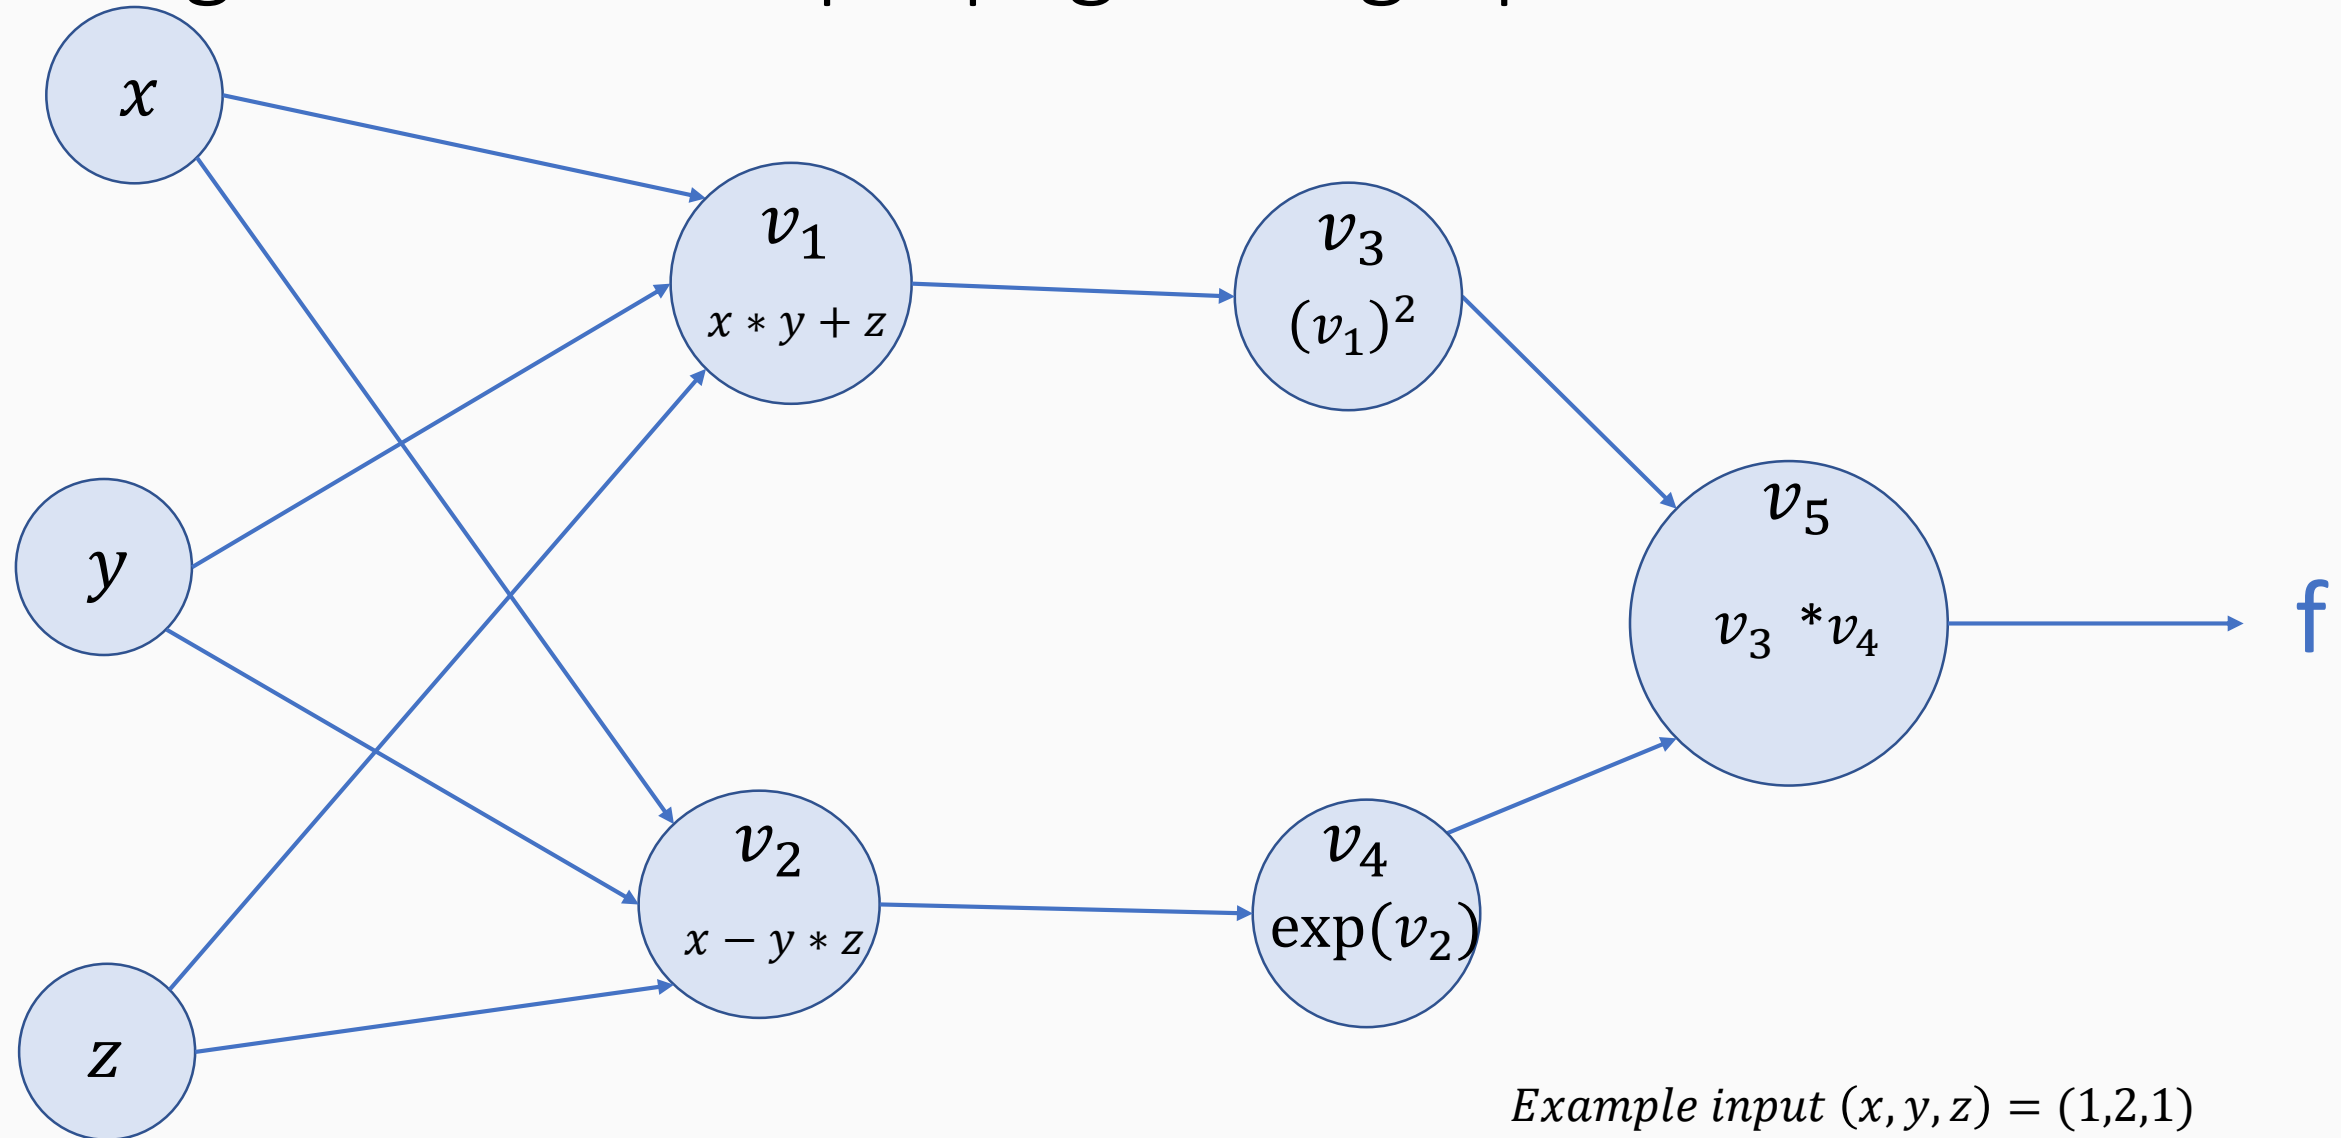 x
v₁
x * y + z
v₃
(v₁)²
v₅
v₃ *v₄
f
y
v₂
x − y * z
v₄
exp(v₂)
z
Example input (x, y, z) = (1,2,1)